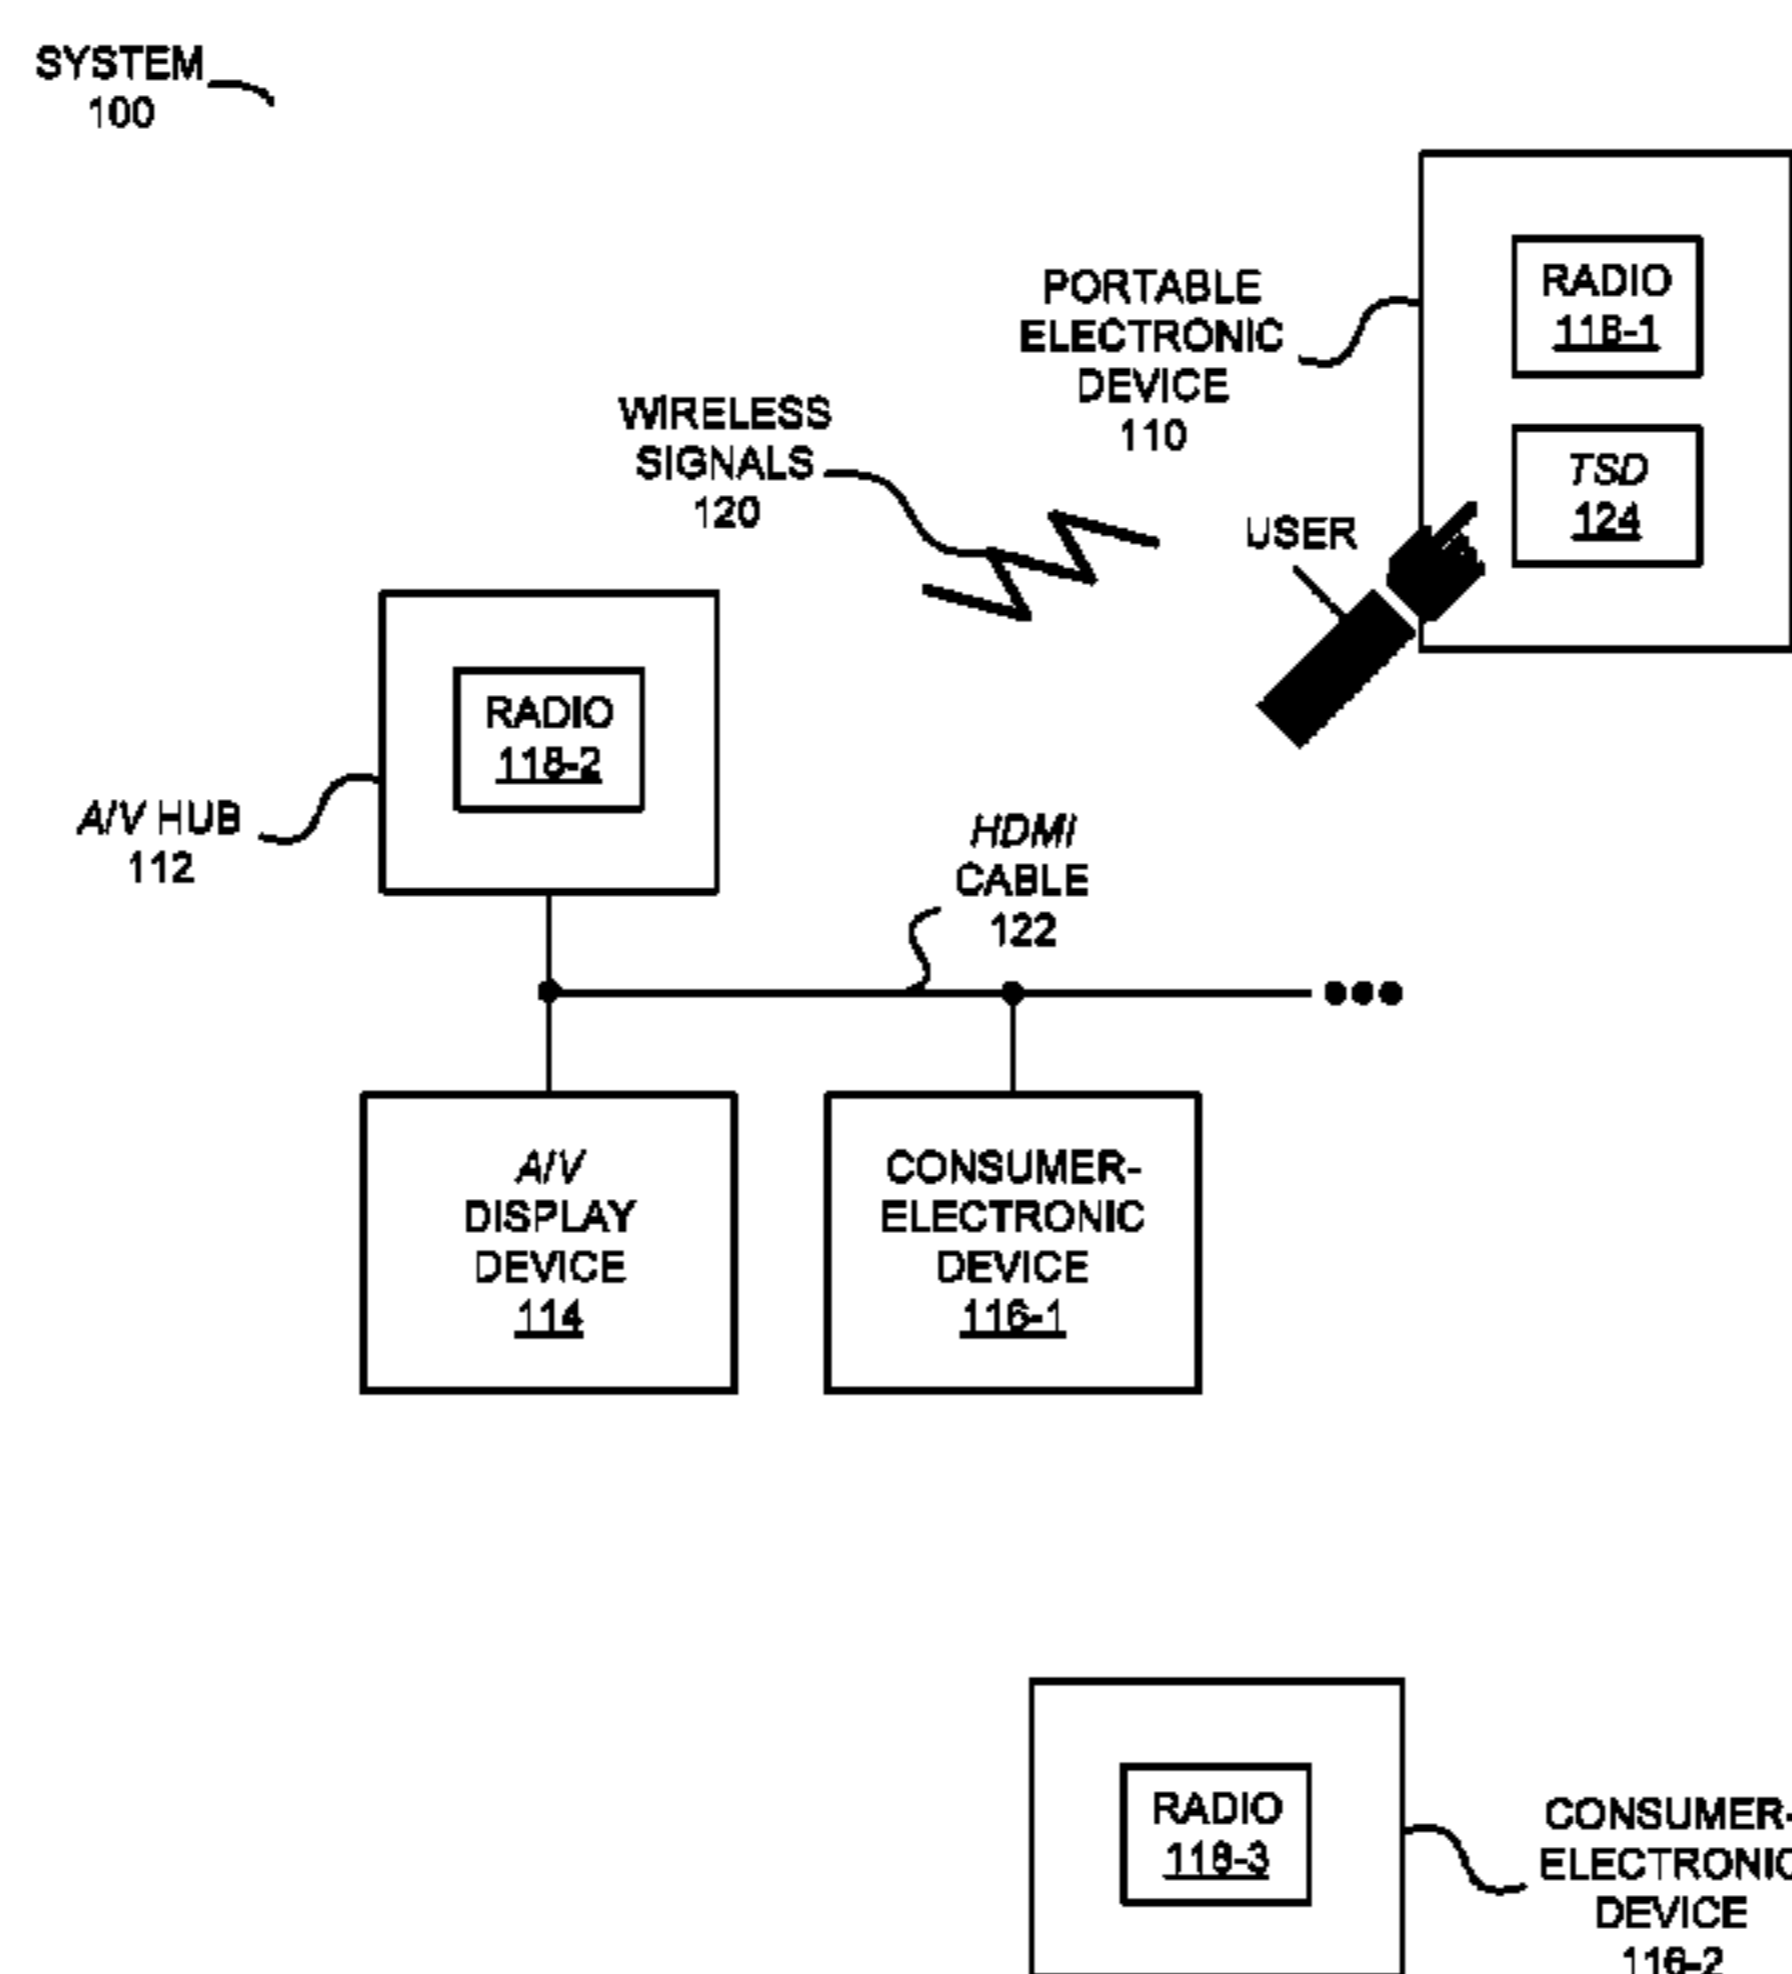 SYSTEM
100
PORTABLE
ELECTRONIC
DEVICE
110
RADIO
118-1
TSD
124
WIRELESS
SIGNALS
120
USER
RADIO
118-2
A/V HUB
112
HDMI
CABLE
122
A/V
DISPLAY
DEVICE
114
CONSUMER-
ELECTRONIC
DEVICE
116-1
RADIO
118-3
CONSUMER-
ELECTRONIC
DEVICE
116-2